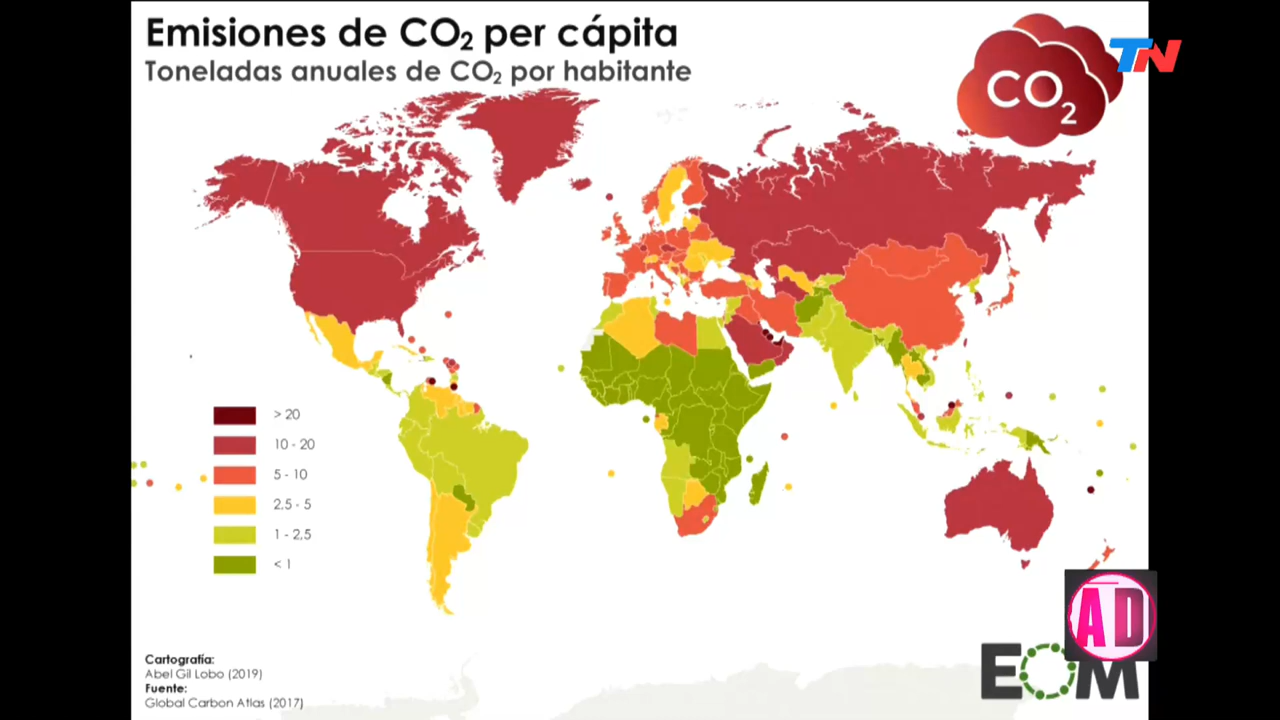 Emisiones de CO₂ per cápita
Toneladas anuales de CO₂ por habitante
CO₂
TN
> 20
10 - 20
5 - 10
2.5 - 5
1 - 2,5
< 1
Cartografía:
Abel Gil Lobo (2019)
Fuente:
Global Carbon Atlas (2017)
AD
EOM